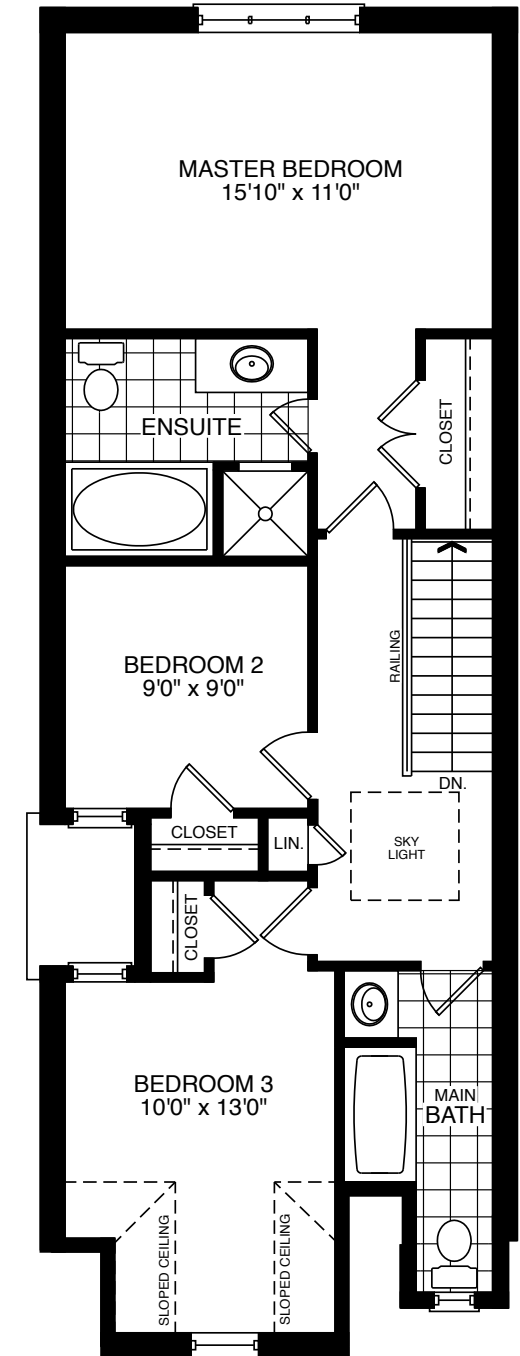 MASTER BEDROOM
15'10" x 11'0"
ENSUITE
CLOSET
BEDROOM 2
9'0" x 9'0"
RAILING
DN.
CLOSET
LIN.
SKY
LIGHT
CLOSET
BEDROOM 3
10'0" x 13'0"
MAIN
BATH
SLOPED CEILING
SLOPED CEILING